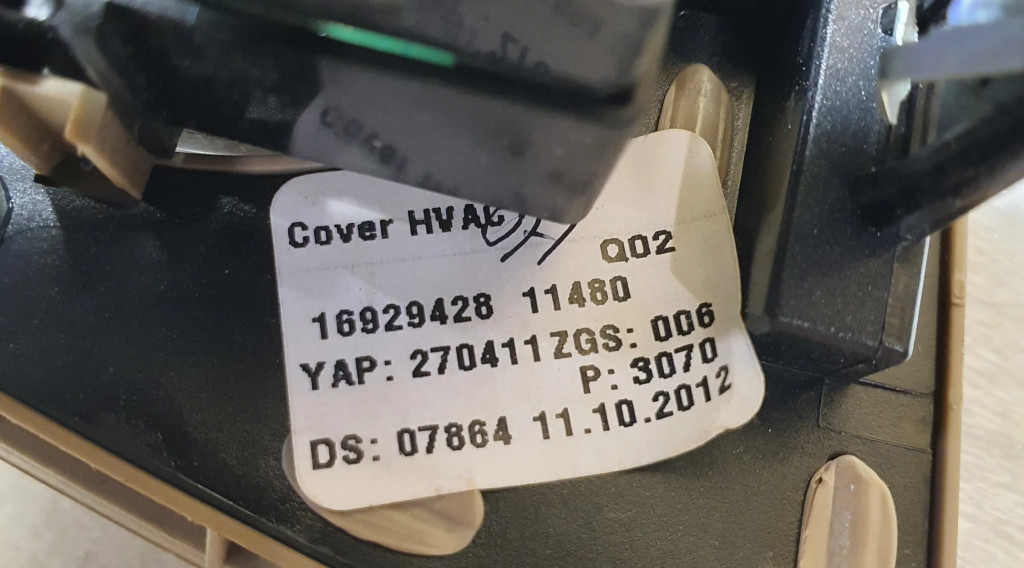 Cover HVAC
Q02
16929428 11480
YAP: 270411 ZGS: 006
P: 3070
DS: 07864 11.10.2012